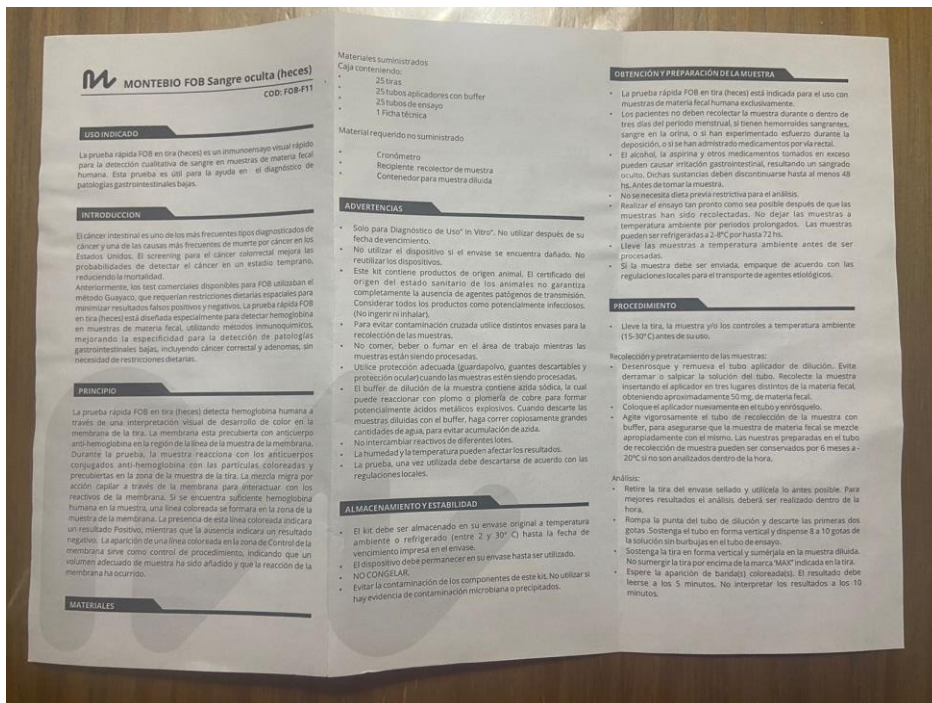 MONTEBIO FOB Sangre oculta (heces)
COD: FOB-F11
USO INDICADO
La prueba rápida FOB en tira (heces) es un inmunoensayo visual rápido
para la detección cualitativa de sangre en muestras de materia fecal
humana. Esta prueba es útil para la ayuda en el diagnóstico de
patologías gastrointestinales bajas.
INTRODUCCION
El cáncer intestinal es uno de los más frecuentes tipos diagnosticados de
cáncer y una de las causas más frecuentes de muerte por cáncer en los
Estados Unidos. El screening para el cáncer colorrectal mejora las
probabilidades de detectar el cáncer en un estadio temprano,
reduciendo la mortalidad.
Anteriormente, los test comerciales disponibles para FOB utilizaban el
método Guayaco, que requerían restricciones dietarias especiales para
minimizar resultados falsos positivos y negativos. La prueba rápida FOB
en tira (heces) está diseñada especialmente para detectar hemoglobina
en muestras de materia fecal, utilizando métodos inmunoquímicos,
mejorando la especificidad para la detección de patologías
gastrointestinales bajas, incluyendo cáncer correctal y adenomas, sin
necesidad de restricciones dietarias.
PRINCIPIO
La prueba rápida FOB en tira (heces) detecta hemoglobina humana a
través de una interpretación visual de desarrollo de color en la
membrana de la tira. La membrana esta precubierta con anticuerpo
anti-hemoglobina en la región de la línea de la muestra de la membrana.
Durante la prueba, la muestra reacciona con los anticuerpos
conjugados anti-hemoglobina con las partículas coloreadas y
precubiertas en la zona de la muestra de la tira. La mezcla migra por
acción capilar a través de la membrana para interactuar con los
reactivos de la membrana. Si se encuentra suficiente hemoglobina
humana en la muestra, una línea coloreada se formara en la zona de la
muestra de la membrana. La presencia de esta línea coloreada indicara
un resultado Positivo, mientras que la ausencia indicara un resultado
negativo. La aparición de una línea coloreada en la zona de Control de la
membrana sirve como control de procedimiento, indicando que un
volumen adecuado de muestra ha sido añadido y que la reacción de la
membrana ha ocurrido.
MATERIALES
Materiales suministrados
Caja conteniendo:
• 25 tiras
• 25 tubos aplicadores con buffer
• 25 tubos de ensayo
• 1 Ficha técnica
Material requerido no suministrado
• Cronómetro
• Recipiente recolector de muestra
• Contenedor para muestra diluida
ADVERTENCIAS
• Solo para Diagnóstico de Uso" In Vitro". No utilizar después de su
fecha de vencimiento.
• No utilizar el dispositivo si el envase se encuentra dañado. No
reutilizar los dispositivos.
• Este kit contiene productos de origen animal. El certificado del
origen del estado sanitario de los animales no garantiza
completamente la ausencia de agentes patógenos de transmisión.
Considerar todos los productos como potencialmente infecciosos.
(No ingerir ni inhalar).
• Para evitar contaminación cruzada utilice distintos envases para la
recolección de las muestras.
• No comer, beber o fumar en el área de trabajo mientras las
muestras están siendo procesadas.
• Utilice protección adecuada (guardapolvo, guantes descartables y
protección ocular) cuando las muestras estén siendo procesadas.
• El buffer de dilución de la muestra contiene azida sódica, la cual
puede reaccionar con plomo o plomería de cobre para formar
potencialmente ácidos metálicos explosivos. Cuando descarte las
muestras diluidas con el buffer, haga correr copiosamente grandes
cantidades de agua, para evitar acumulación de azida.
• No intercambiar reactivos de diferentes lotes.
• La humedad y la temperatura pueden afectar los resultados.
• La prueba, una vez utilizada debe descartarse de acuerdo con las
regulaciones locales.
ALMACENAMIENTO Y ESTABILIDAD
• El kit debe ser almacenado en su envase original a temperatura
ambiente o refrigerado (entre 2 y 30° C) hasta la fecha de
vencimiento impresa en el envase.
• El dispositivo debe permanecer en su envase hasta ser utilizado.
• NO CONGELAR.
• Evitar la contaminación de los componentes de este kit. No utilizar si
hay evidencia de contaminación microbiana o precipitados.
OBTENCIÓN Y PREPARACIÓN DE LA MUESTRA
• La prueba rápida FOB en tira (heces) está indicada para el uso con
muestras de materia fecal humana exclusivamente.
• Los pacientes no deben recolectar la muestra durante o dentro de
tres días del periodo menstrual, si tienen hemorroides sangrantes,
sangre en la orina, o si han experimentado esfuerzo durante la
deposición, o si se han admistrado medicamentos por vía rectal.
• El alcohol, la aspirina y otros medicamentos tomados en exceso
pueden causar irritación gastrointestinal, resultando un sangrado
oculto. Dichas sustancias deben discontinuarse hasta al menos 48
hs. Antes de tomar la muestra.
• No se necesita dieta previa restrictiva para el análisis.
• Realizar el ensayo tan pronto como sea posible después de que las
muestras han sido recolectadas. No dejar las muestras a
temperatura ambiente por periodos prolongados. Las muestras
pueden ser refrigeradas a 2-8°C por hasta 72 hs.
• Lleve las muestras a temperatura ambiente antes de ser
procesadas.
• Si la muestra debe ser enviada, empaque de acuerdo con las
regulaciones locales para el transporte de agentes etiológicos.
PROCEDIMIENTO
• Lleve la tira, la muestra y/o los controles a temperatura ambiente
(15-30° C) antes de su uso.
Recolección y pretratamiento de las muestras:
• Desenrosque y remueva el tubo aplicador de dilución. Evite
derramar o salpicar la solución del tubo. Recolecte la muestra
insertando el aplicador en tres lugares distintos de la materia fecal,
obteniendo aproximadamente 50 mg. de materia fecal.
• Coloque el aplicador nuevamente en el tubo y enrósquelo.
• Agite vigorosamente el tubo de recolección de la muestra con
buffer, para asegurarse que la muestra de materia fecal se mezcle
apropiadamente con el mismo. Las nuestras preparadas en el tubo
de recolección de muestra pueden ser conservados por 6 meses a -
20°C si no son analizados dentro de la hora.
Análisis:
• Retire la tira del envase sellado y utilícela lo antes posible. Para
mejores resultados el análisis deberá ser realizado dentro de la
hora.
• Rompa la punta del tubo de dilución y descarte las primeras dos
gotas. Sostenga el tubo en forma vertical y dispense 8 a 10 gotas de
la solución sin burbujas en el tubo de ensayo.
• Sostenga la tira en forma vertical y sumérjala en la muestra diluida.
No sumergir la tira por encima de la marca 'MAX" indicada en la tira.
• Espere la aparición de banda(s) coloreada(s). El resultado debe
leerse a los 5 minutos. No interpretar los resultados a los 10
minutos.